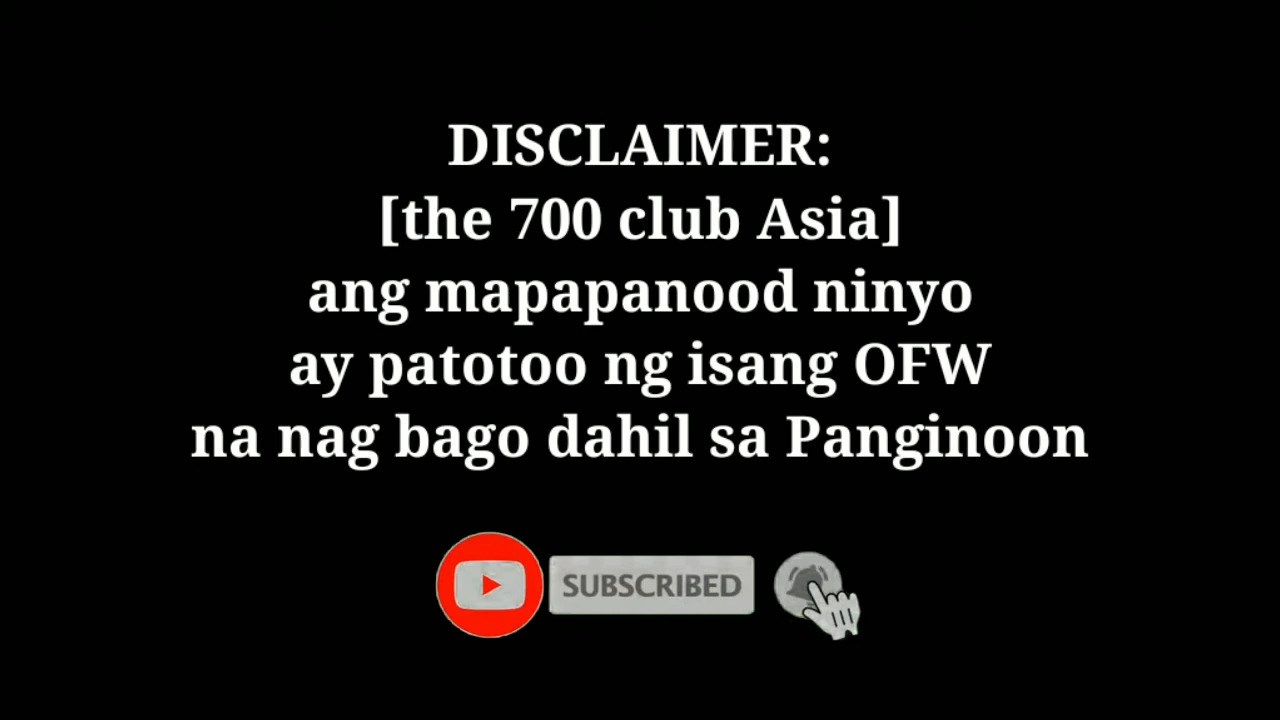 DISCLAIMER:
[the 700 club Asia]
ang mapapanood ninyo
ay patotoo ng isang OFW
na nag bago dahil sa Panginoon
SUBSCRIBED